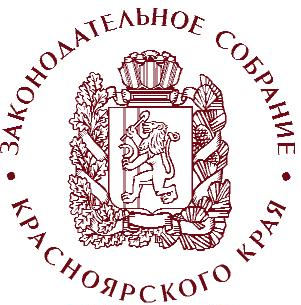 ЗАКОНОДАТЕЛЬНОЕ СОБРАНИЕ
КРАСНОЯРСКОГО КРАЯ